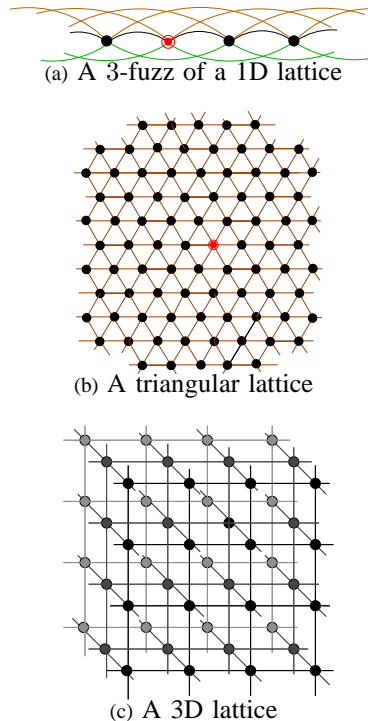 (a) A 3-fuzz of a 1D lattice
(b) A triangular lattice
(c) A 3D lattice